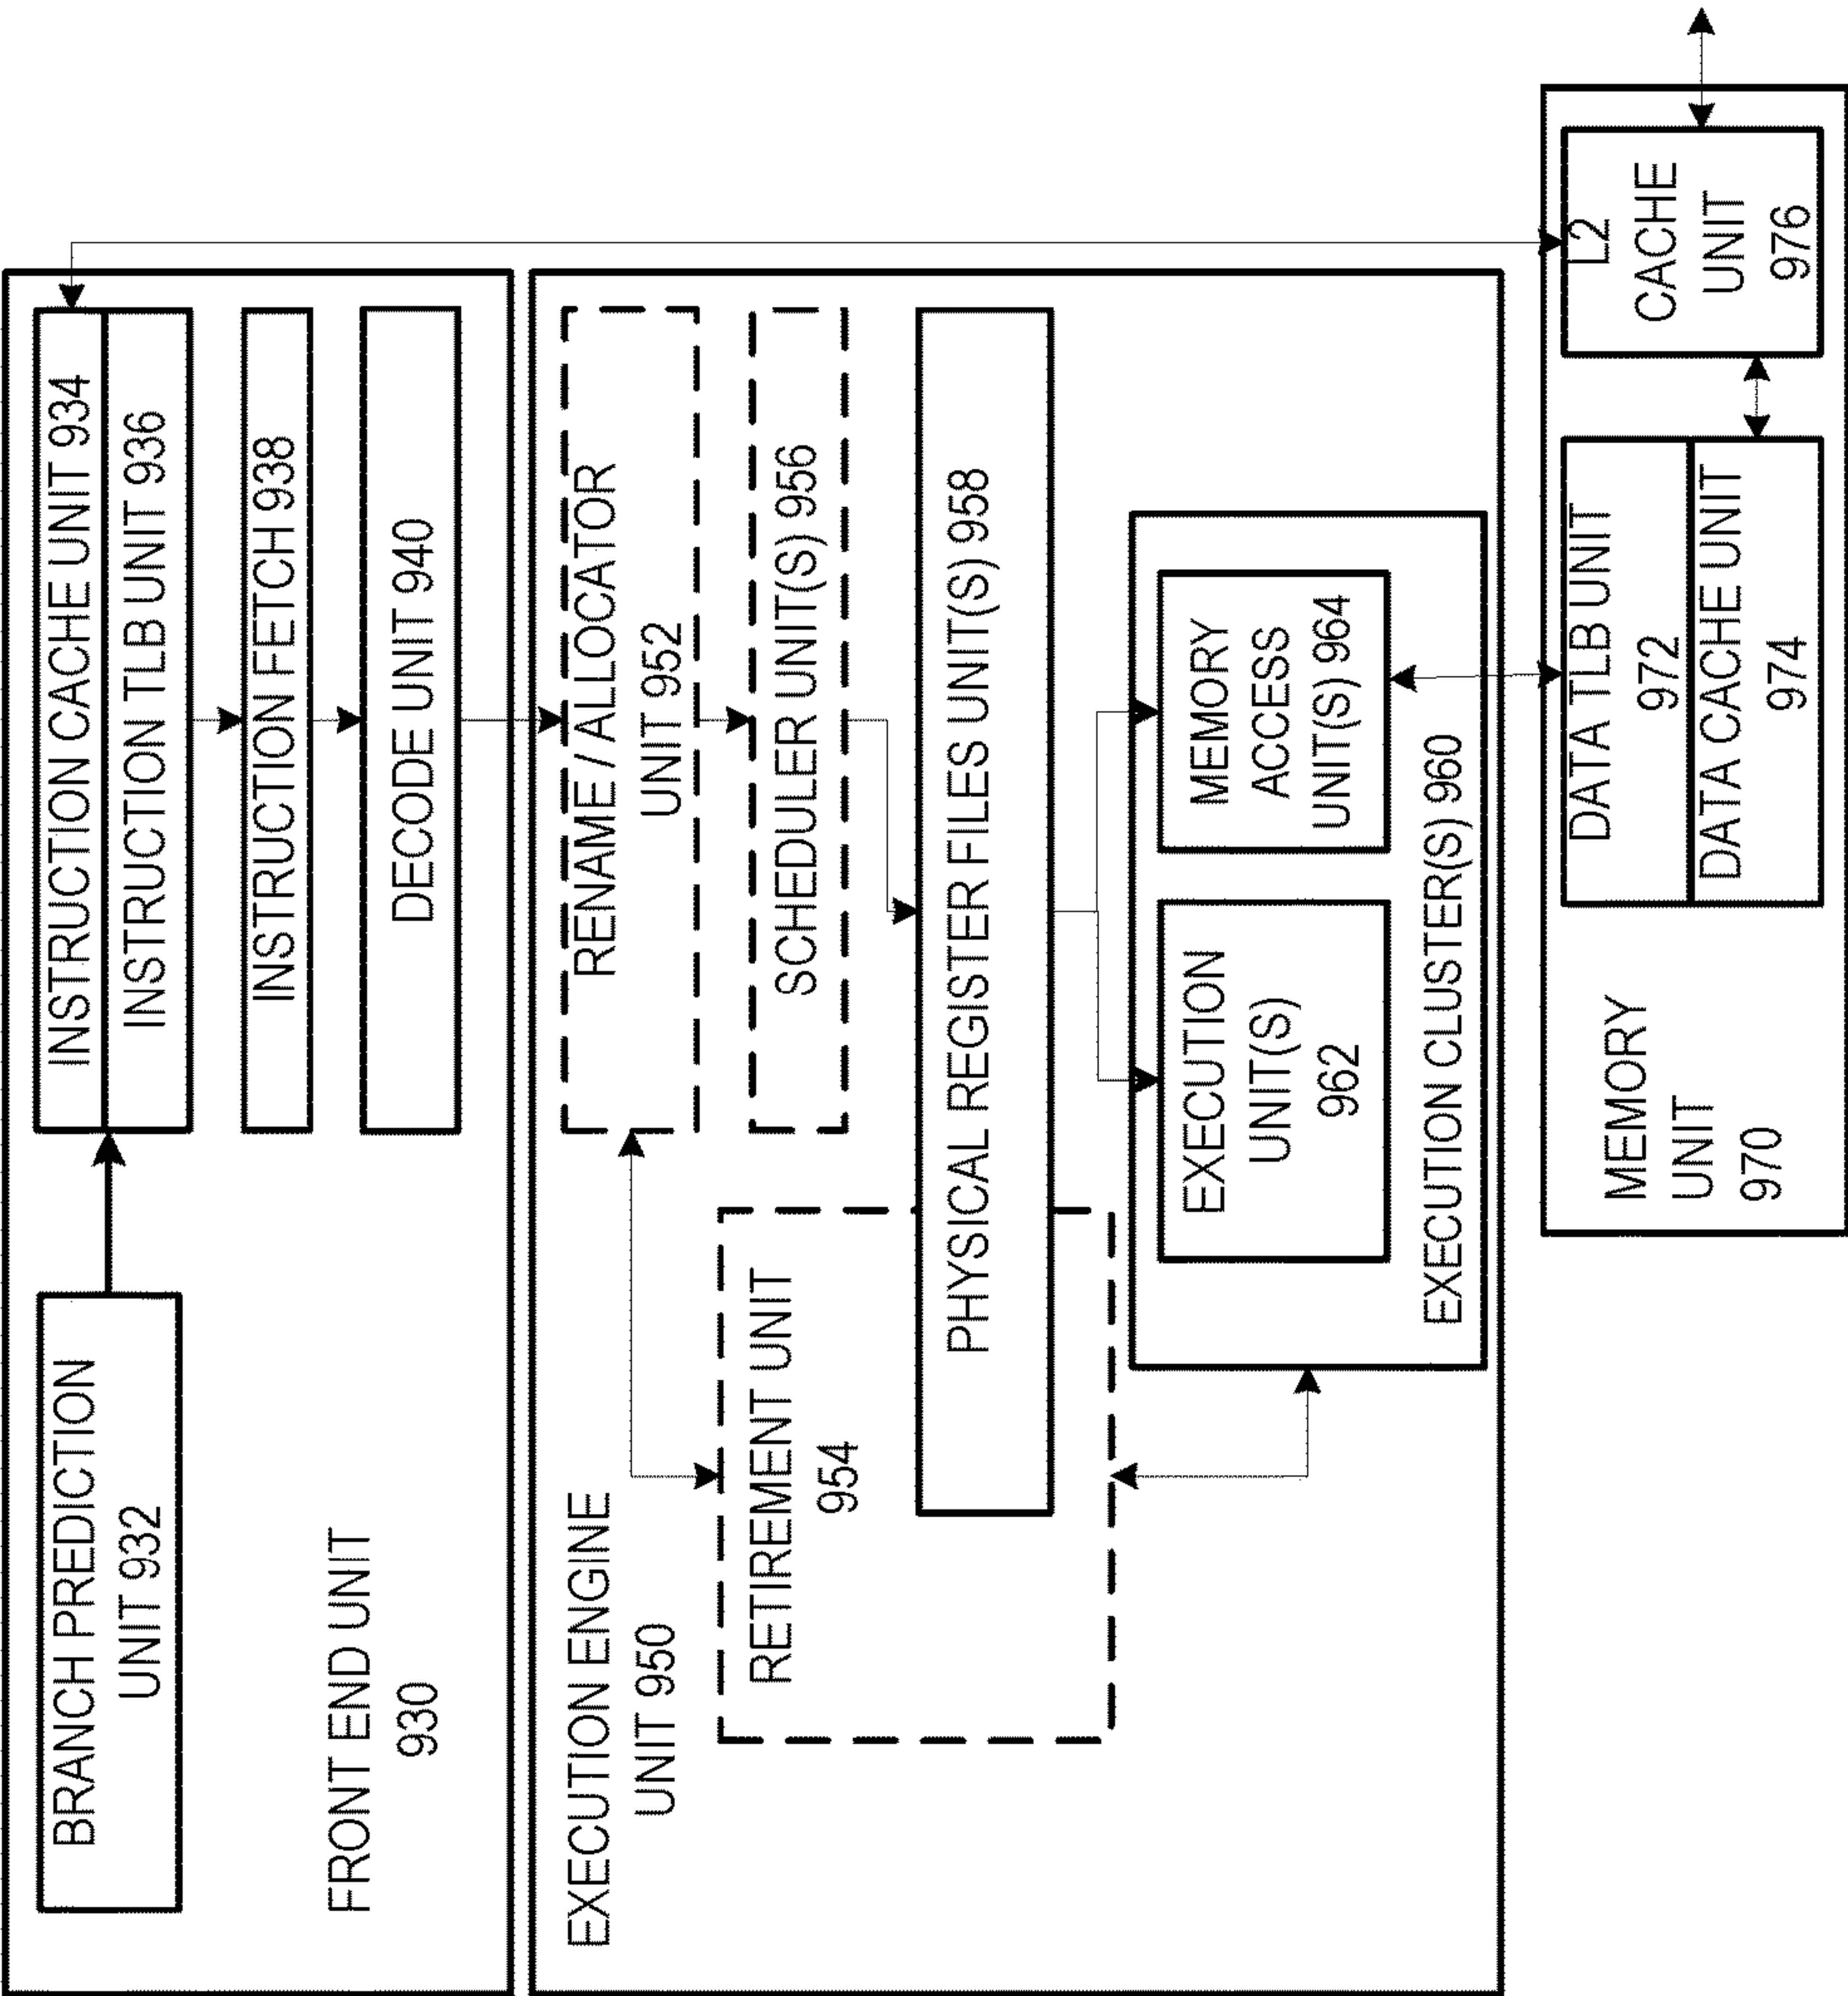 BRANCH PREDICTION
UNIT 932
INSTRUCTION CACHE UNIT 934
INSTRUCTION TLB UNIT 936
INSTRUCTION FETCH 938
FRONT END UNIT
930
DECODE UNIT 940
EXECUTION ENGINE
UNIT 950
RENAME / ALLOCATOR
UNIT 952
RETIREMENT UNIT
954
SCHEDULER UNIT(S) 956
PHYSICAL REGISTER FILES UNIT(S) 958
EXECUTION
UNIT(S)
962
MEMORY
ACCESS
UNIT(S) 964
EXECUTION CLUSTER(S) 960
MEMORY
UNIT
970
DATA TLB UNIT
972
DATA CACHE UNIT
974
L2
CACHE
UNIT
976